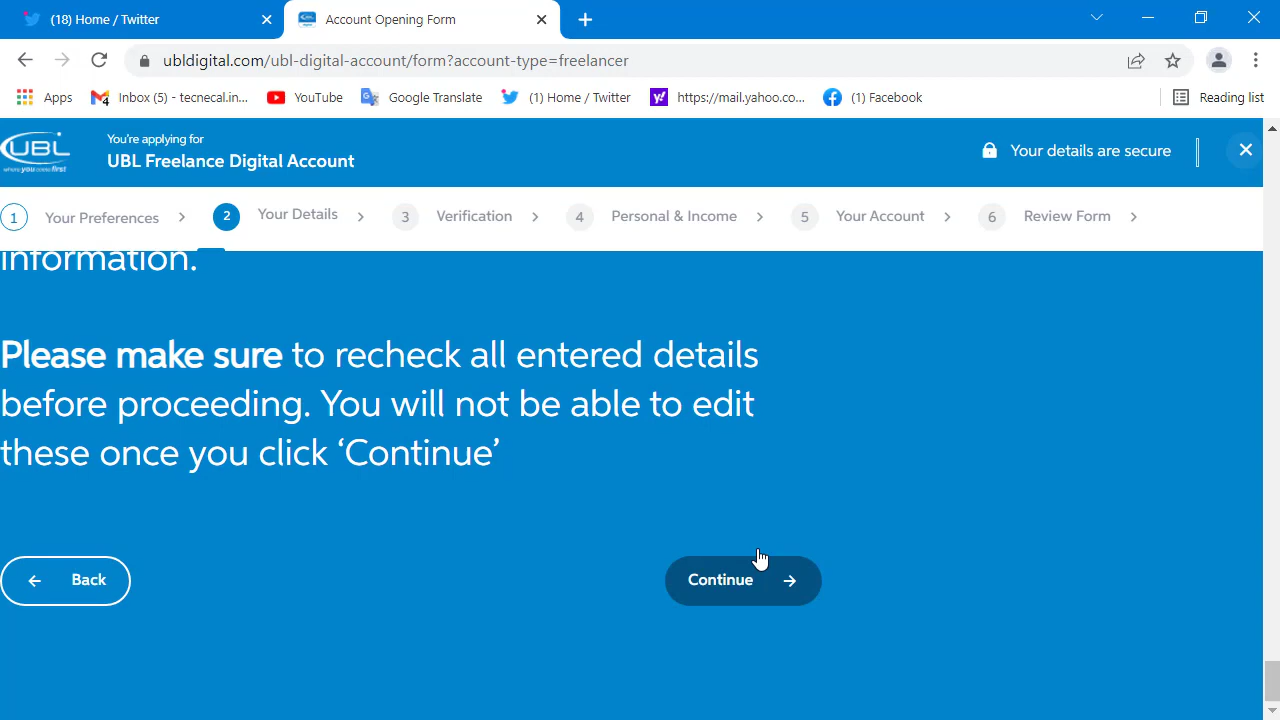 (18) Home / Twitter
Account Opening Form
ubldigital.com/ubl-digital-account/form?account-type=freelancer
Apps
Inbox (5) - tecnecal.in...
YouTube
Google Translate
(1) Home / Twitter
https://mail.yahoo.co...
(1) Facebook
Reading list
UBL
where you come first
You're applying for
UBL Freelance Digital Account
Your details are secure
1 Your Preferences
2 Your Details
3 Verification
4 Personal & Income
5 Your Account
6 Review Form
information.
Please make sure to recheck all entered details
before proceeding. You will not be able to edit
these once you click ‘Continue’
Back
Continue